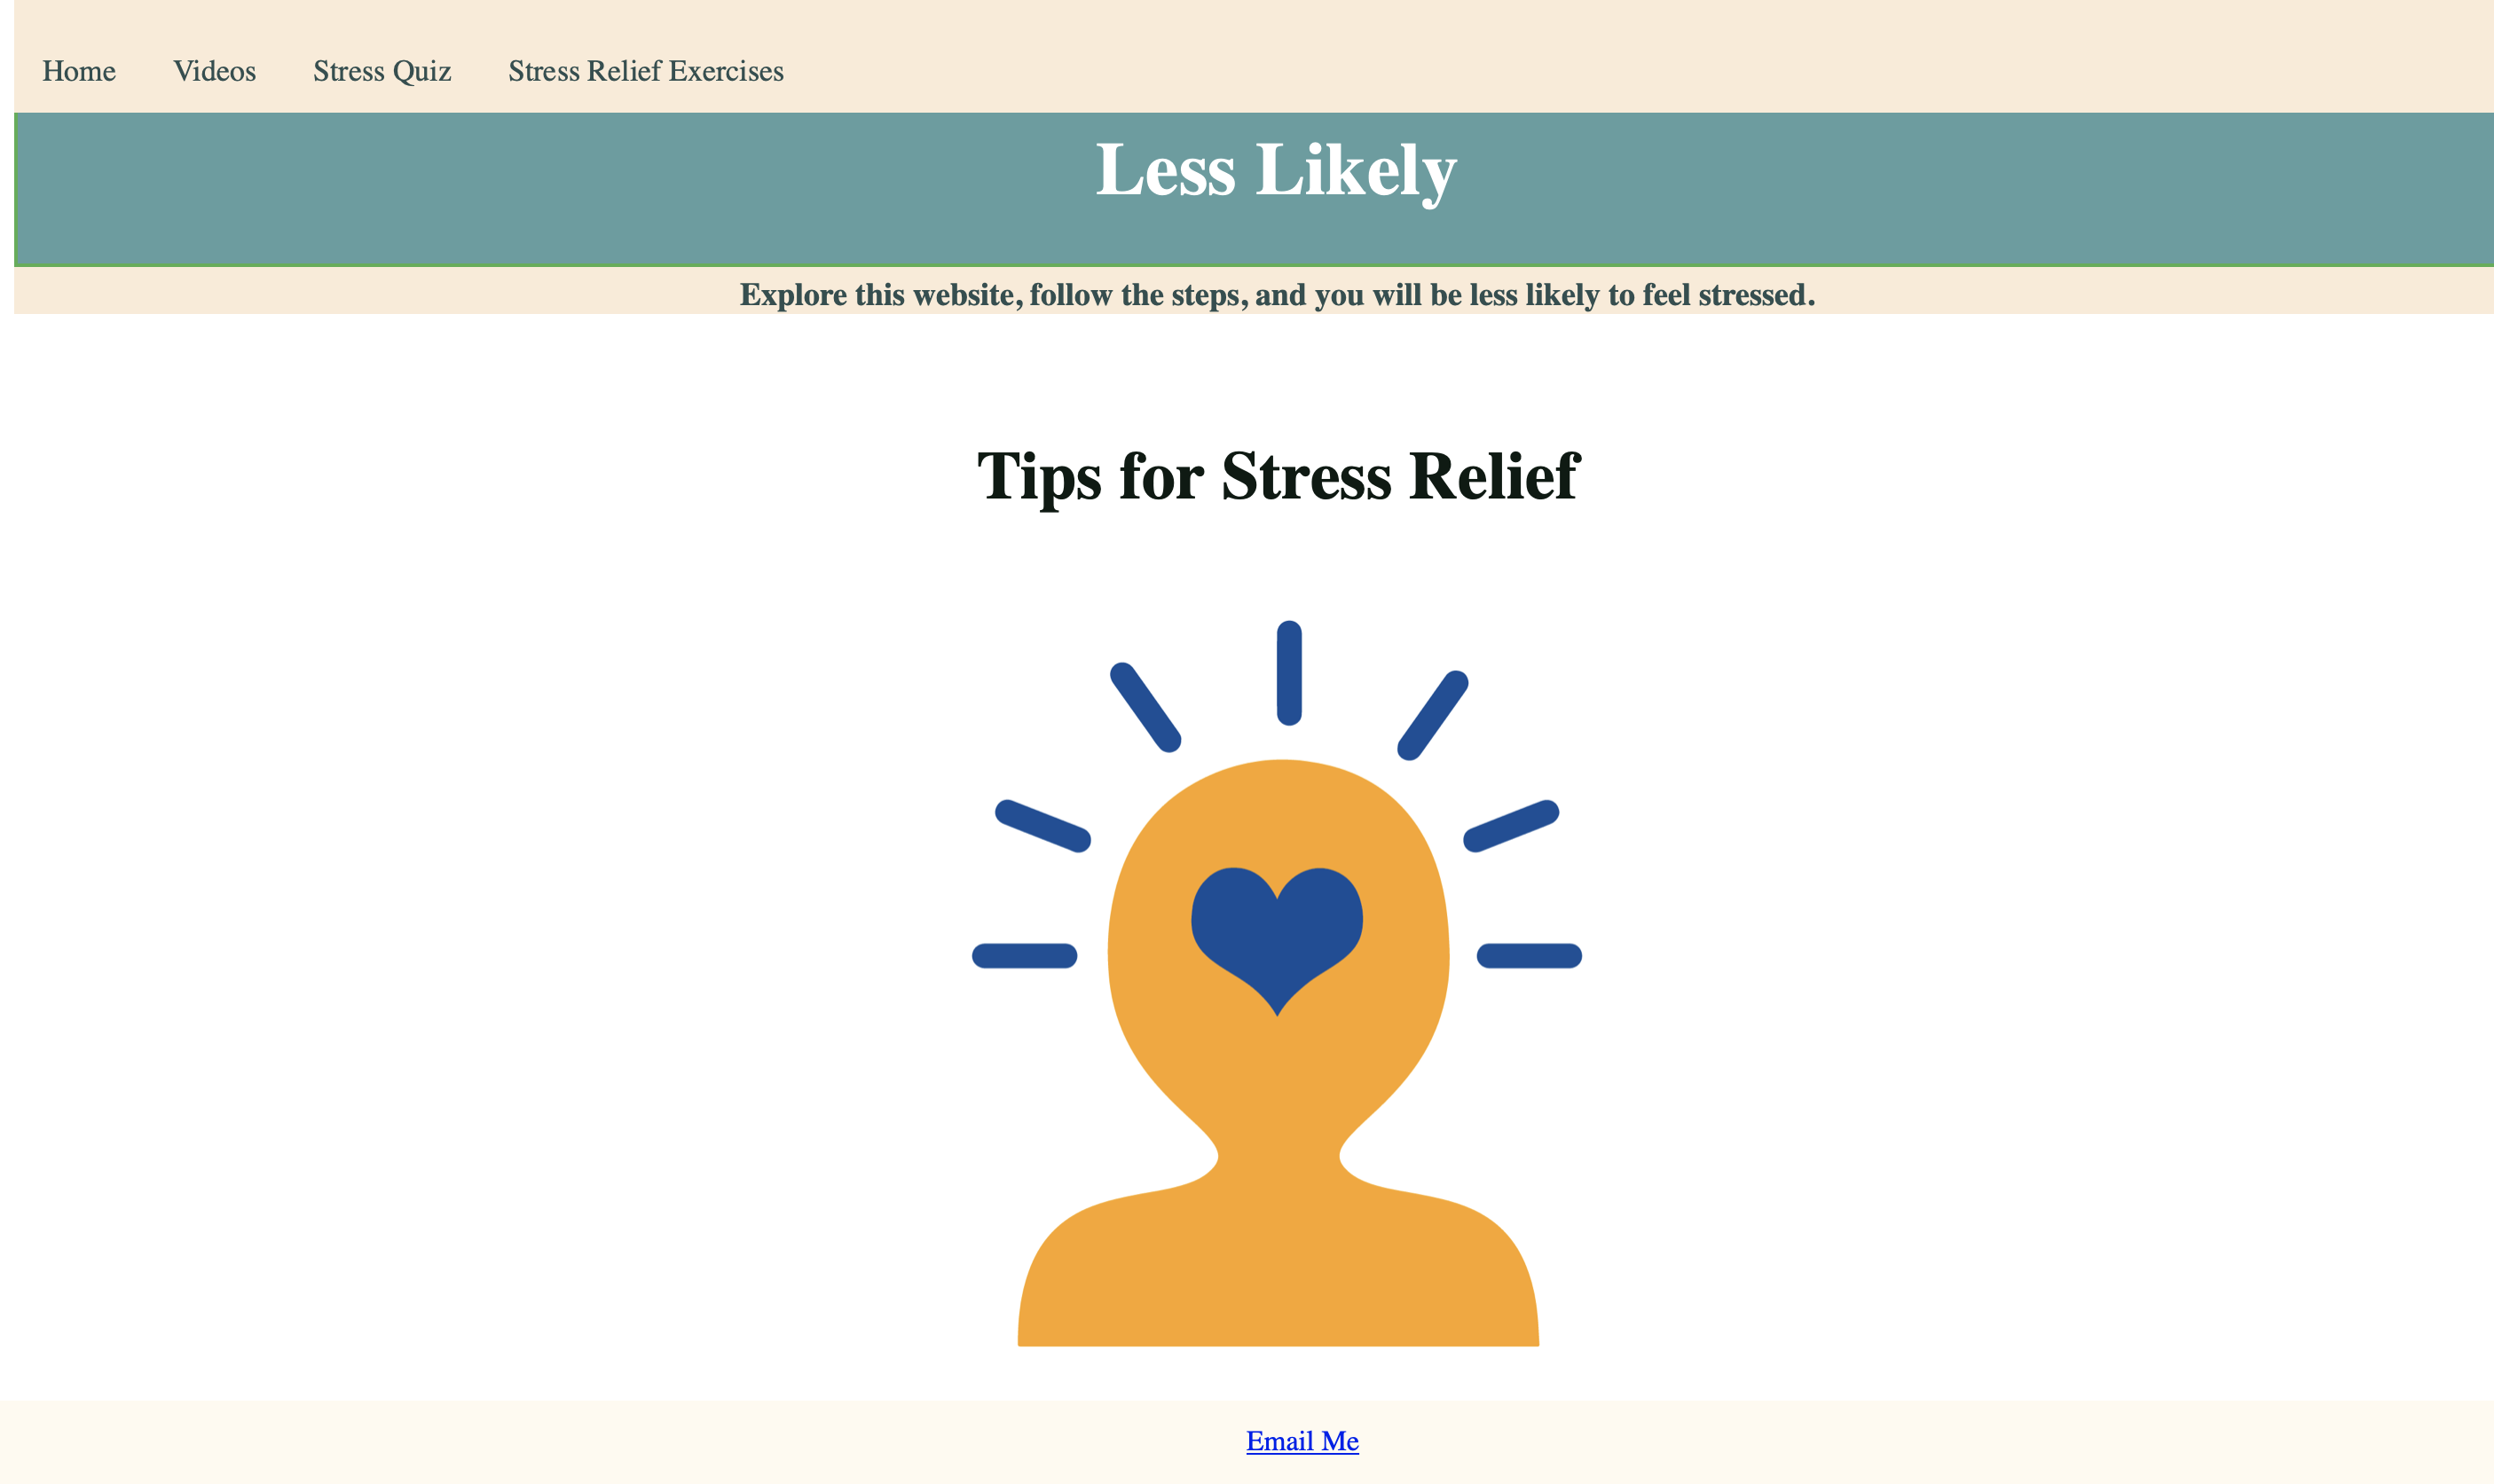 Home Videos Stress Quiz Stress Relief Exercises
Less Likely
Explore this website, follow the steps, and you will be less likely to feel stressed.
Tips for Stress Relief
Email Me